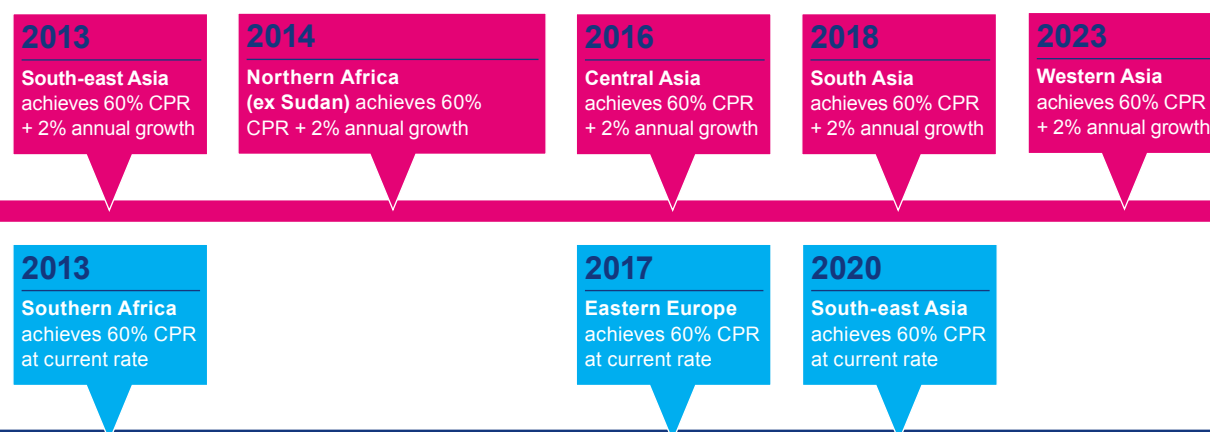 2013
South-east Asia
achieves 60% CPR
+ 2% annual growth
2014
Northern Africa
(ex Sudan) achieves 60%
CPR + 2% annual growth
2016
Central Asia
achieves 60% CPR
+ 2% annual growth
2018
South Asia
achieves 60% CPR
+ 2% annual growth
2023
Western Asia
achieves 60% CPR
+ 2% annual growth
2013
Southern Africa
achieves 60% CPR
at current rate
2017
Eastern Europe
achieves 60% CPR
at current rate
2020
South-east Asia
achieves 60% CPR
at current rate